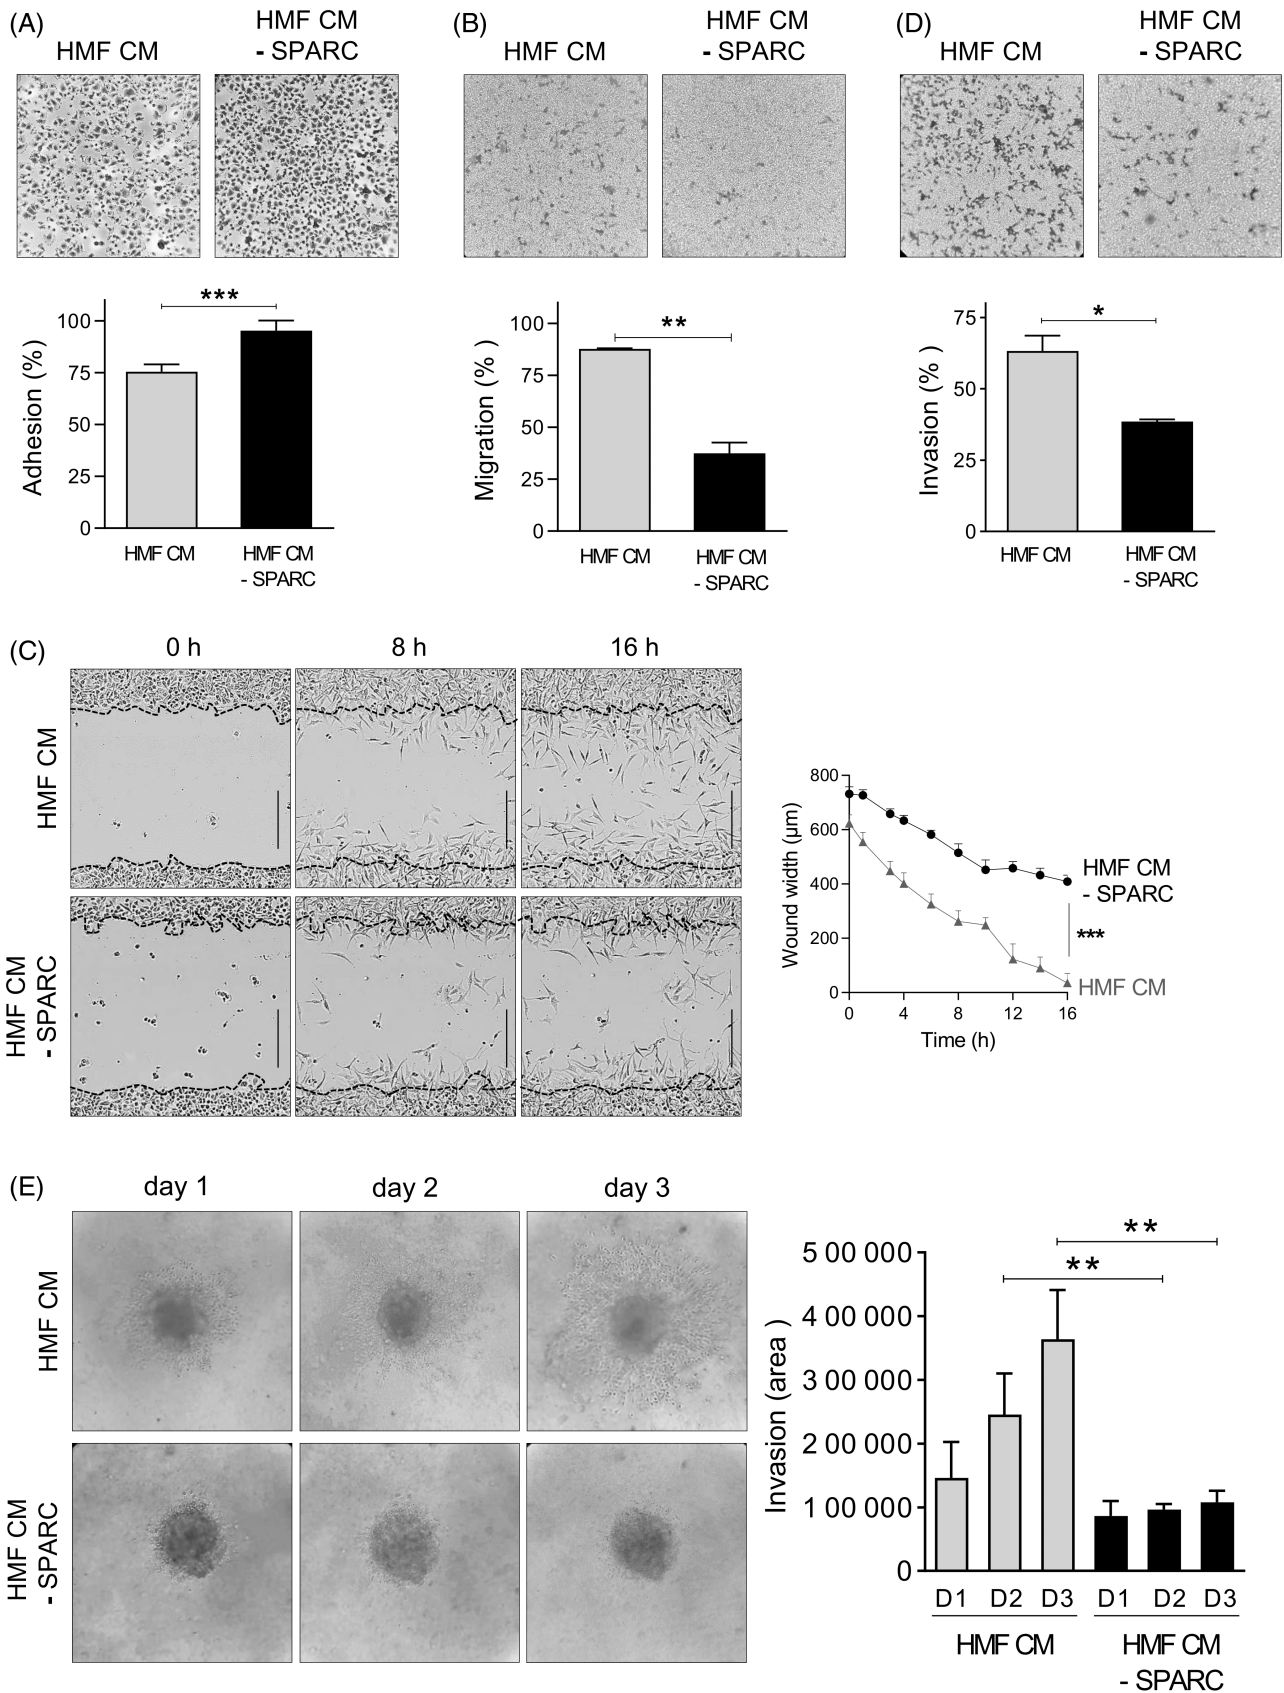 (A)
HMF CM
HMF CM
- SPARC
(B)
HMF CM
HMF CM
- SPARC
(D)
HMF CM
HMF CM
- SPARC
Adhesion (%)
100
75
50
25
0
***
HMF CM
HMF CM
- SPARC
Migration (% )
100
75
50
25
0
**
HMF CM
HMF CM
- SPARC
Invasion (% )
75
50
25
0
*
HMF CM
HMF CM
- SPARC
(C)
0 h
8 h
16 h
HMF CM
HMF CM
- SPARC
Wound width (µm)
800
600
400
200
0
0 4 8 12 16
Time (h)
HMF CM
- SPARC
***
HMF CM
(E)
day 1
day 2
day 3
HMF CM
HMF CM
- SPARC
Invasion (area )
5 00 000
4 00 000
3 00 000
2 00 000
1 00 000
0
**
**
D1 D2 D3 D1 D2 D3
HMF CM
HMF CM
- SPARC